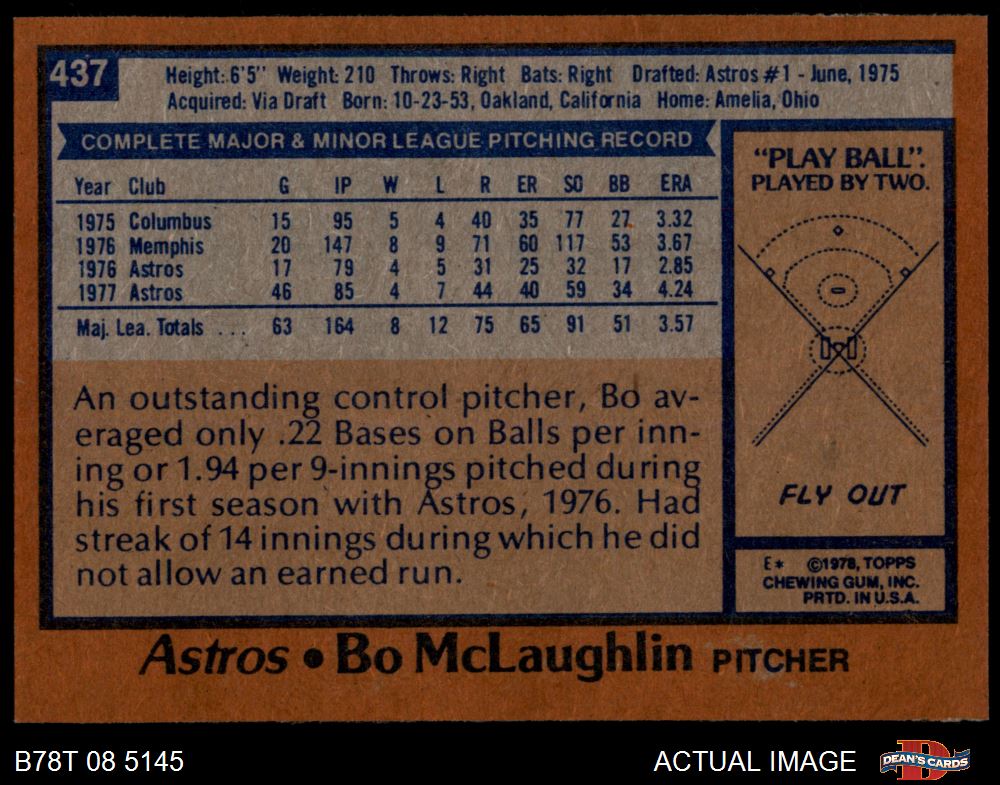 437
Height: 6'5" Weight: 210 Throws: Right Bats: Right Drafted: Astros #1 - June, 1975
Acquired: Via Draft Born: 10-23-53, Oakland, California Home: Amelia, Ohio
COMPLETE MAJOR & MINOR LEAGUE PITCHING RECORD
Year Club G IP W L R ER SO BB ERA
1975 Columbus 15 95 5 4 40 35 77 27 3.32
1976 Memphis 20 147 8 9 71 60 117 53 3.67
1976 Astros 17 79 4 5 31 25 32 17 2.85
1977 Astros 46 85 4 7 44 40 59 34 4.24
Maj. Lea. Totals ... 63 164 8 12 75 65 91 51 3.57
An outstanding control pitcher, Bo av-
eraged only .22 Bases on Balls per inn-
ing or 1.94 per 9-innings pitched during
his first season with Astros, 1976. Had
streak of 14 innings during which he did
not allow an earned run.
"PLAY BALL".
PLAYED BY TWO.
FLY OUT
E* ©1978, TOPPS
CHEWING GUM, INC.
PRTD. IN U.S.A.
Astros • Bo McLaughlin PITCHER
B78T 08 5145
ACTUAL IMAGE
D
DEAN'S CARDS